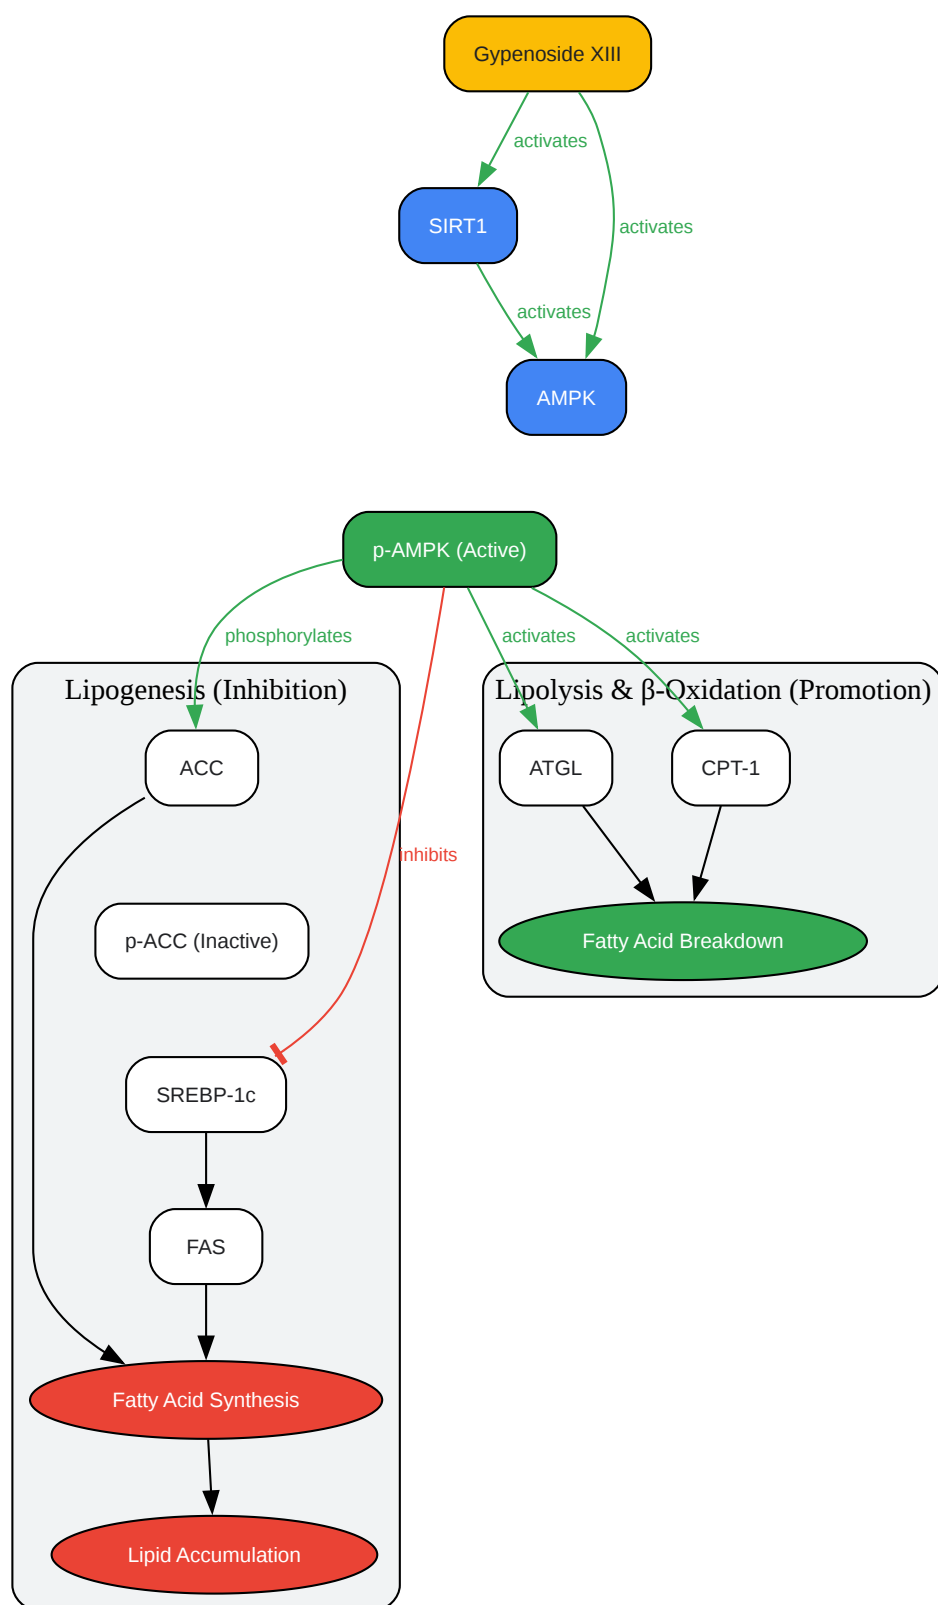 Gypenoside XIII
activates
SIRT1
activates
activates
AMPK
p-AMPK (Active)
phosphorylates
activates
activates
Lipogenesis (Inhibition)
Lipolysis & β-Oxidation (Promotion)
ACC
ATGL
CPT-1
inhibits
p-ACC (Inactive)
Fatty Acid Breakdown
SREBP-1c
FAS
Fatty Acid Synthesis
Lipid Accumulation